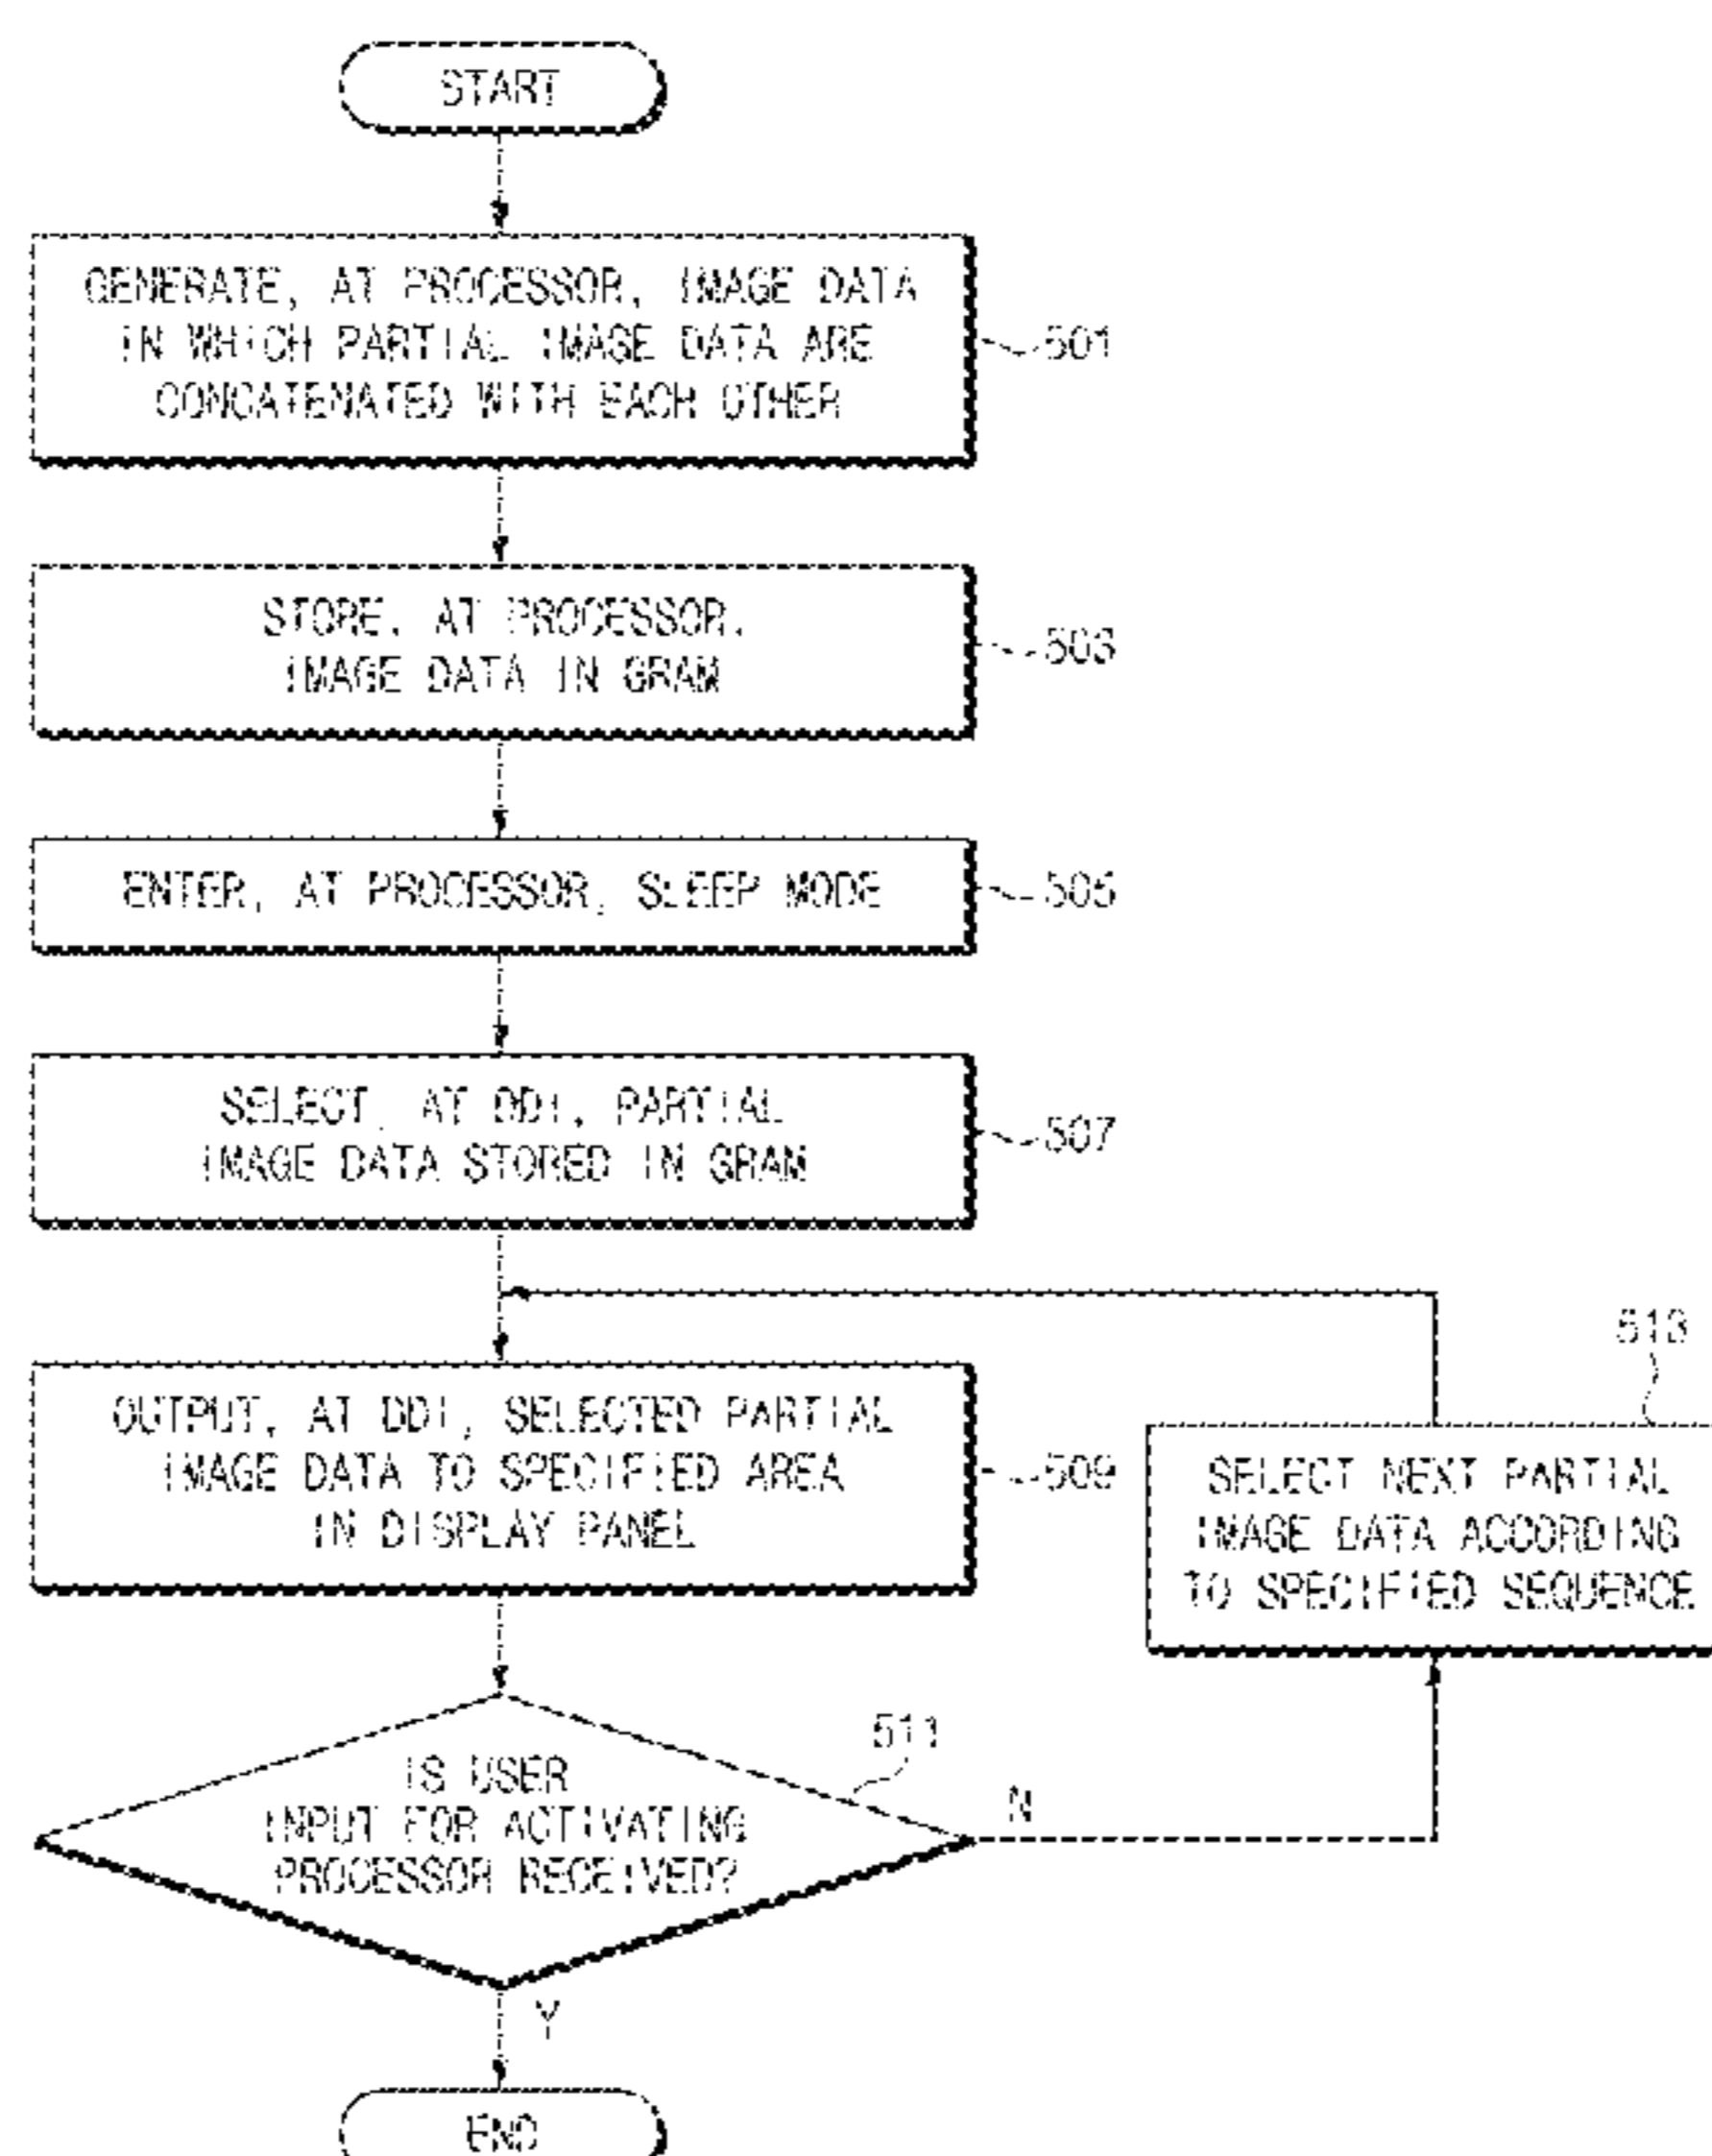 START
GENERATE, AT PROCESSOR, IMAGE DATA
IN WHICH PARTIAL IMAGE DATA ARE
CONCATENATED WITH EACH OTHER
501
STORE, AT PROCESSOR,
IMAGE DATA IN GRAM
503
ENTER, AT PROCESSOR, SLEEP MODE
505
SELECT, AT DDI, PARTIAL
IMAGE DATA STORED IN GRAM
507
OUTPUT, AT DDI, SELECTED PARTIAL
IMAGE DATA TO SPECIFIED AREA
IN DISPLAY PANEL
509
513
SELECT NEXT PARTIAL
IMAGE DATA ACCORDING
TO SPECIFIED SEQUENCE
511
IS USER
INPUT FOR ACTIVATING
PROCESSOR RECEIVED?
N
Y
END